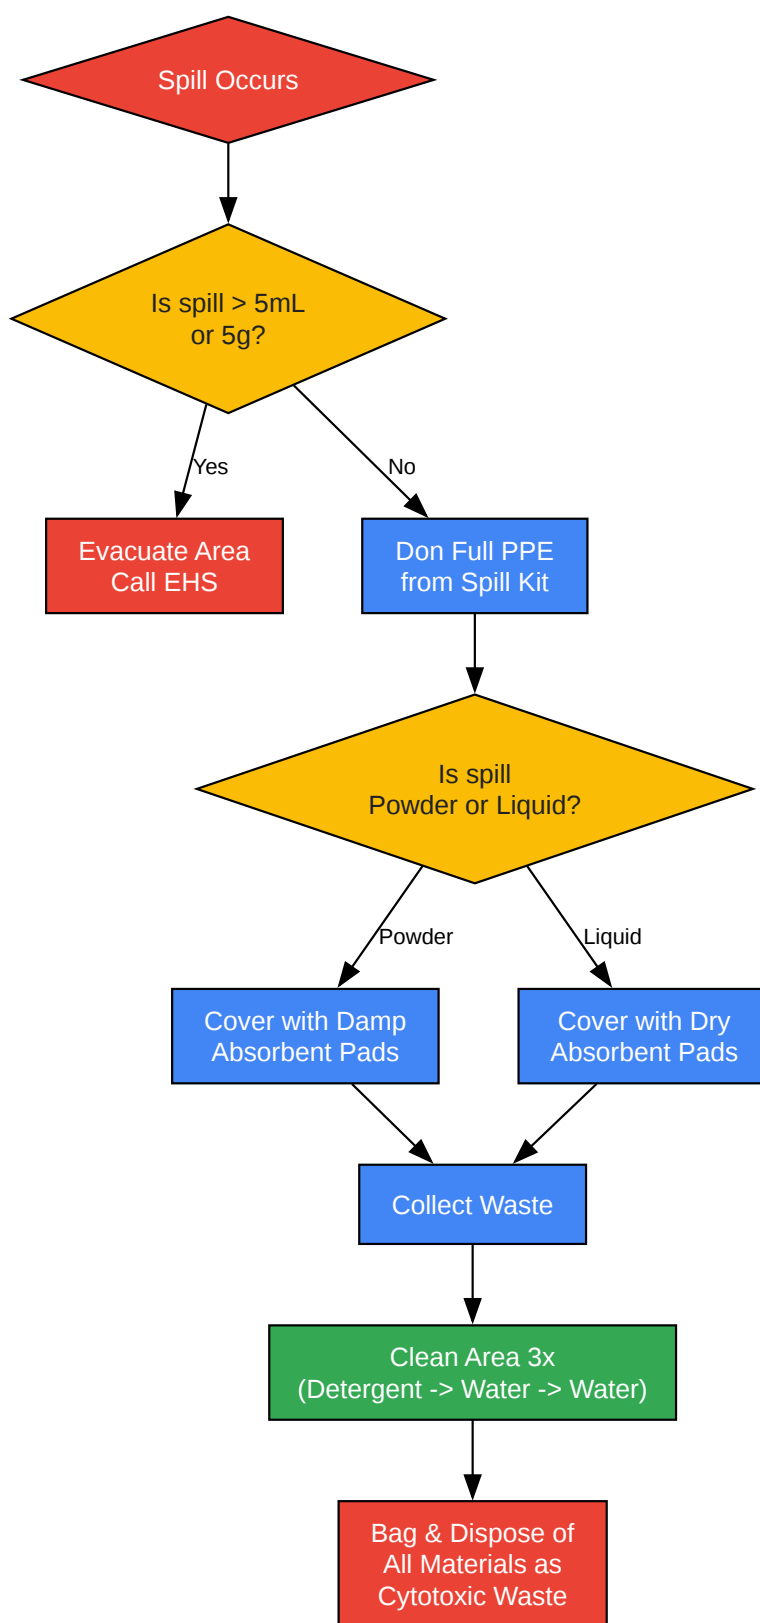 Spill Occurs
Is spill > 5mL
or 5g?
Yes
No
Evacuate Area
Call EHS
Don Full PPE
from Spill Kit
Is spill
Powder or Liquid?
Powder
Liquid
Cover with Damp
Absorbent Pads
Cover with Dry
Absorbent Pads
Collect Waste
Clean Area 3x
(Detergent -> Water -> Water)
Bag & Dispose of
All Materials as
Cytotoxic Waste